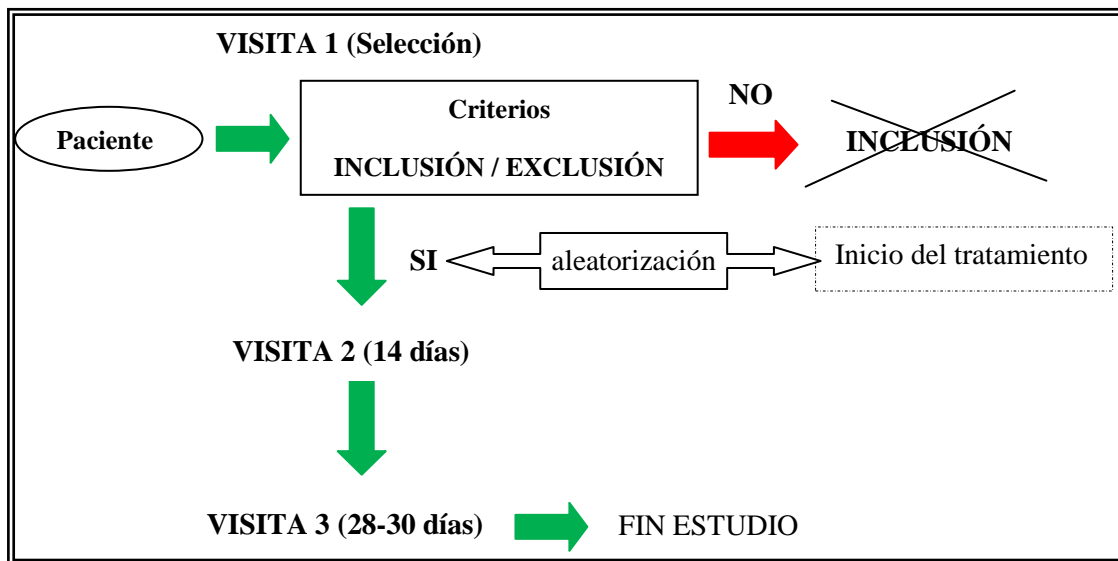 VISITA 1 (Selección)
Paciente
Criterios
INCLUSIÓN / EXCLUSIÓN
NO
INCLUSIÓN
SI
aleatorización
Inicio del tratamiento
VISITA 2 (14 días)
VISITA 3 (28-30 días)
FIN ESTUDIO